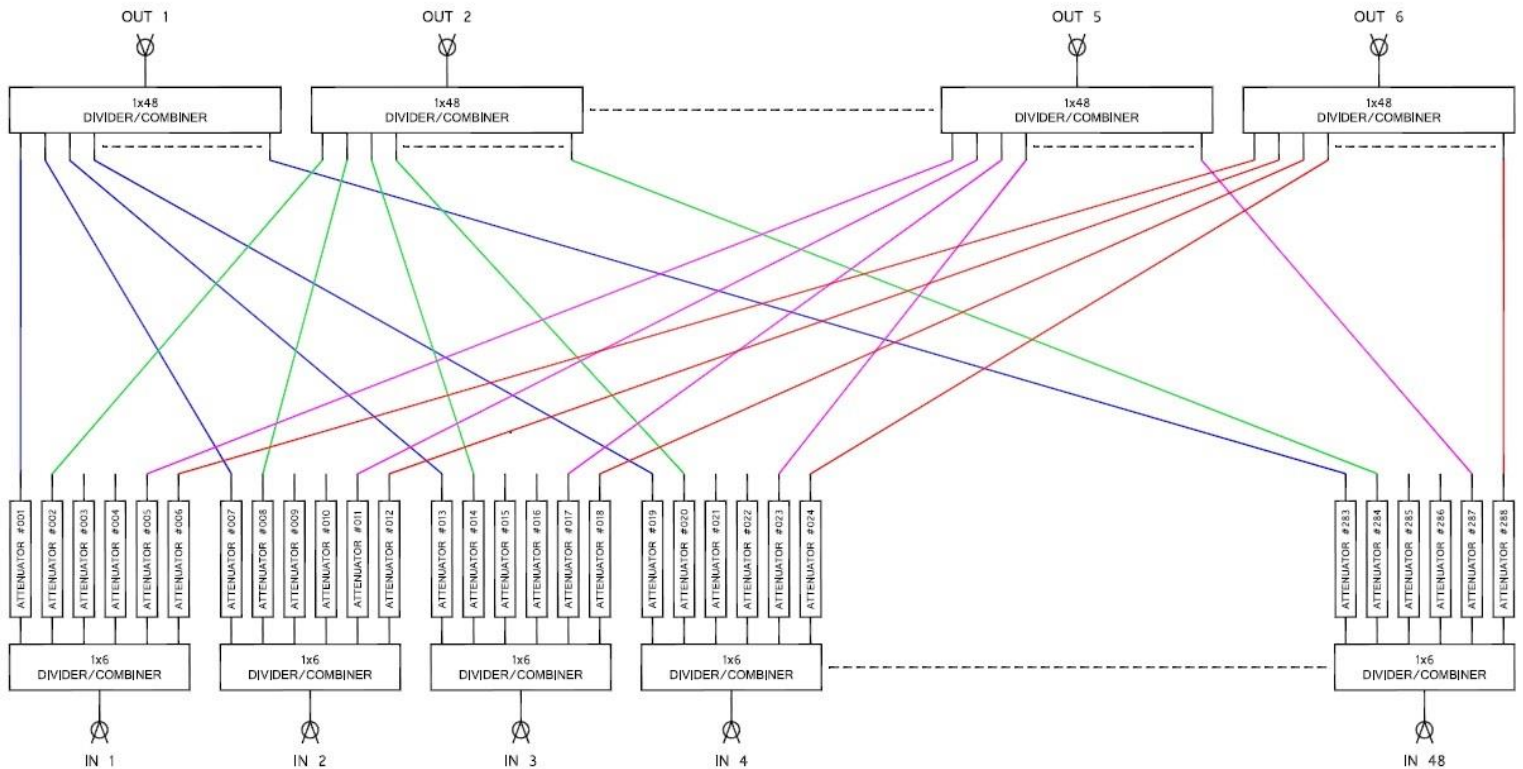 OUT 1
OUT 2
OUT 5
OUT 6
1x48
DIVIDER/COMBINER
1x48
DIVIDER/COMBINER
1x48
DIVIDER/COMBINER
1x48
DIVIDER/COMBINER
ATTENUATOR #001
ATTENUATOR #002
ATTENUATOR #003
ATTENUATOR #004
ATTENUATOR #005
ATTENUATOR #006
ATTENUATOR #007
ATTENUATOR #008
ATTENUATOR #009
ATTENUATOR #010
ATTENUATOR #011
ATTENUATOR #012
ATTENUATOR #013
ATTENUATOR #014
ATTENUATOR #015
ATTENUATOR #016
ATTENUATOR #017
ATTENUATOR #018
ATTENUATOR #019
ATTENUATOR #020
ATTENUATOR #021
ATTENUATOR #022
ATTENUATOR #023
ATTENUATOR #024
ATTENUATOR #283
ATTENUATOR #284
ATTENUATOR #285
ATTENUATOR #286
ATTENUATOR #287
ATTENUATOR #288
1x6
DIVIDER/COMBINER
1x6
DIVIDER/COMBINER
1x6
DIVIDER/COMBINER
1x6
DIVIDER/COMBINER
1x6
DIVIDER/COMBINER
IN 1
IN 2
IN 3
IN 4
IN 48